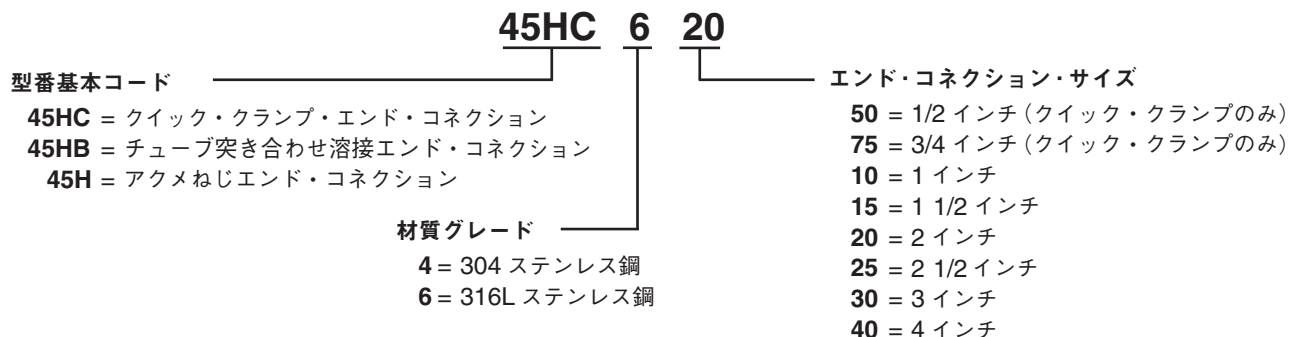 45HC 6 20
型番基本コード
45HC = クイック・クランプ・エンド・コネクション
45HB = チューブ突き合わせ溶接エンド・コネクション
45H = アクメねじエンド・コネクション
材質グレード
4 = 304 ステンレス鋼
6 = 316L ステンレス鋼
エンド・コネクション・サイズ
50 = 1/2 インチ (クイック・クランプのみ)
75 = 3/4 インチ (クイック・クランプのみ)
10 = 1 インチ
15 = 1 1/2 インチ
20 = 2 インチ
25 = 2 1/2 インチ
30 = 3 インチ
40 = 4 インチ